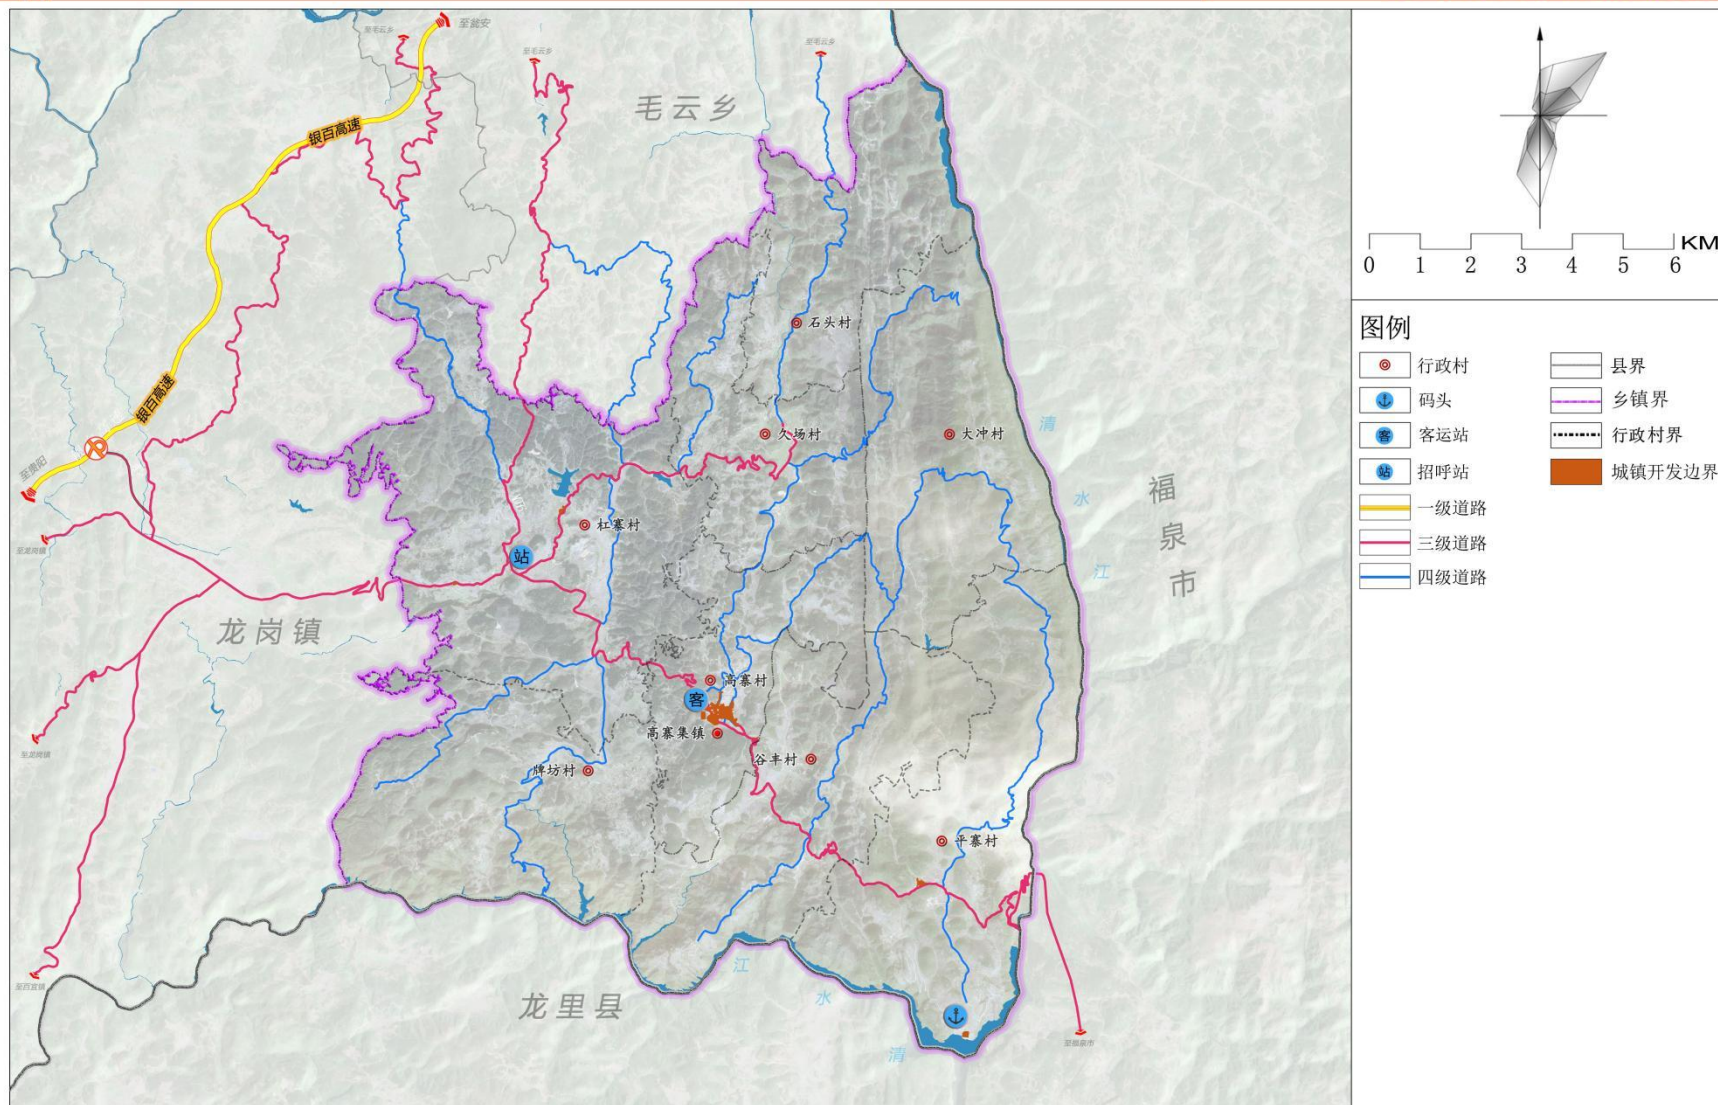 至瓮安
至毛云乡
至毛云乡
至毛云乡
毛云乡
银百高速
银百高速
至贵阳
石头村
久场村
大冲村
清
水
江
福
泉
市
杠寨村
站
至龙岗镇
龙岗镇
高寨村
客
高寨集镇
至龙岗镇
谷丰村
牌坊村
平寨村
江
水
清
至百宜镇
龙里县
至福泉市
KM
0 1 2 3 4 5 6
图例
行政村
码头
客 客运站
站 招呼站
一级道路
三级道路
四级道路
县界
乡镇界
行政村界
城镇开发边界